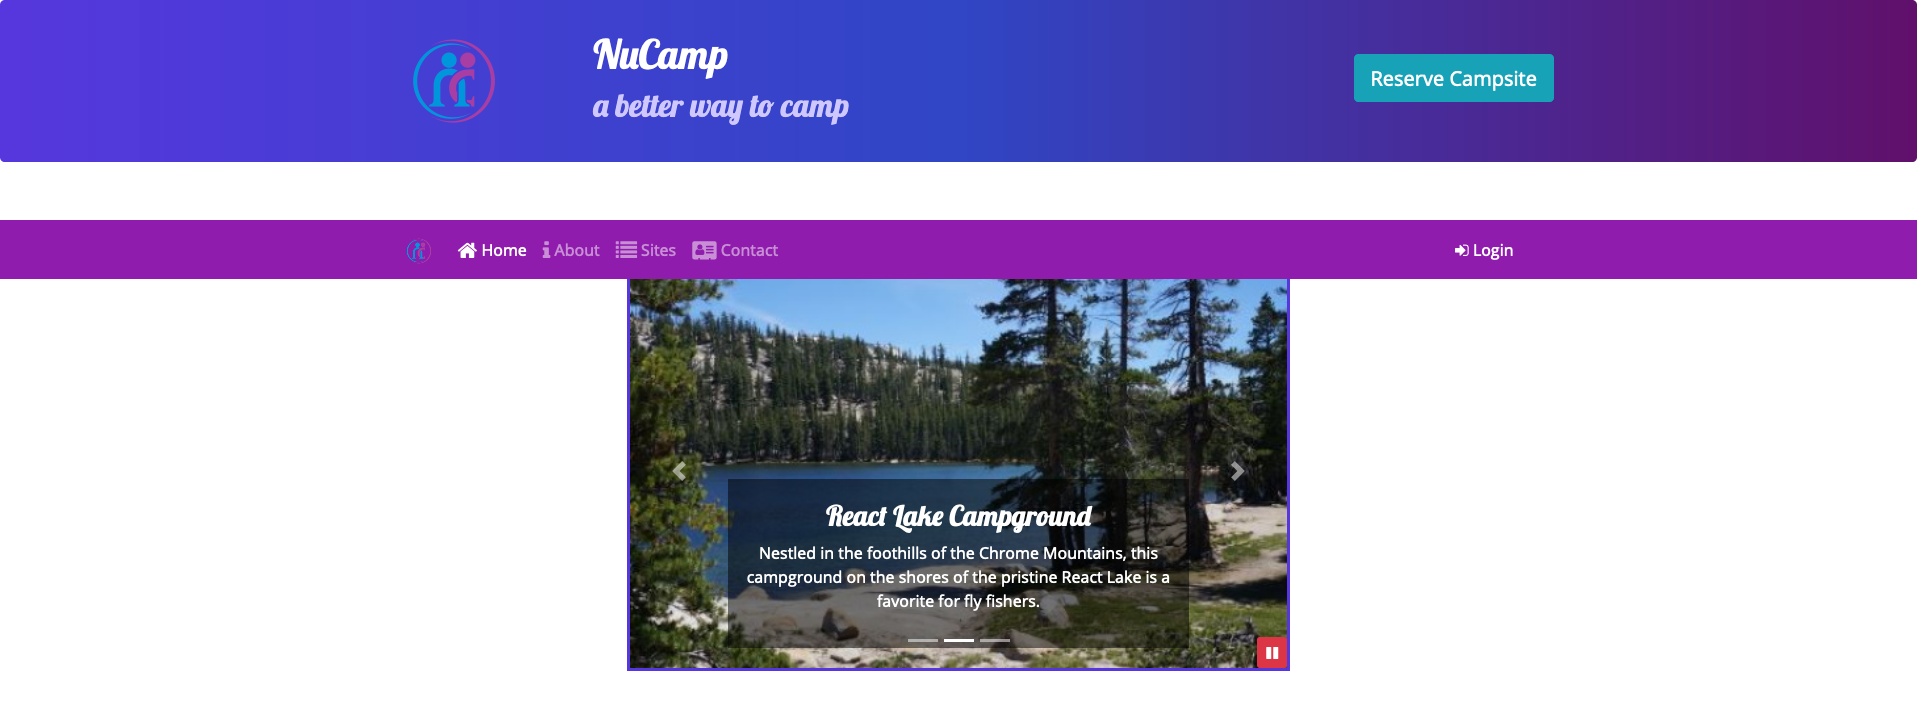 NuCamp
a better way to camp
Reserve Campsite
Home About Sites Contact Login
React Lake Campground
Nestled in the foothills of the Chrome Mountains, this
campground on the shores of the pristine React Lake is a
favorite for fly fishers.